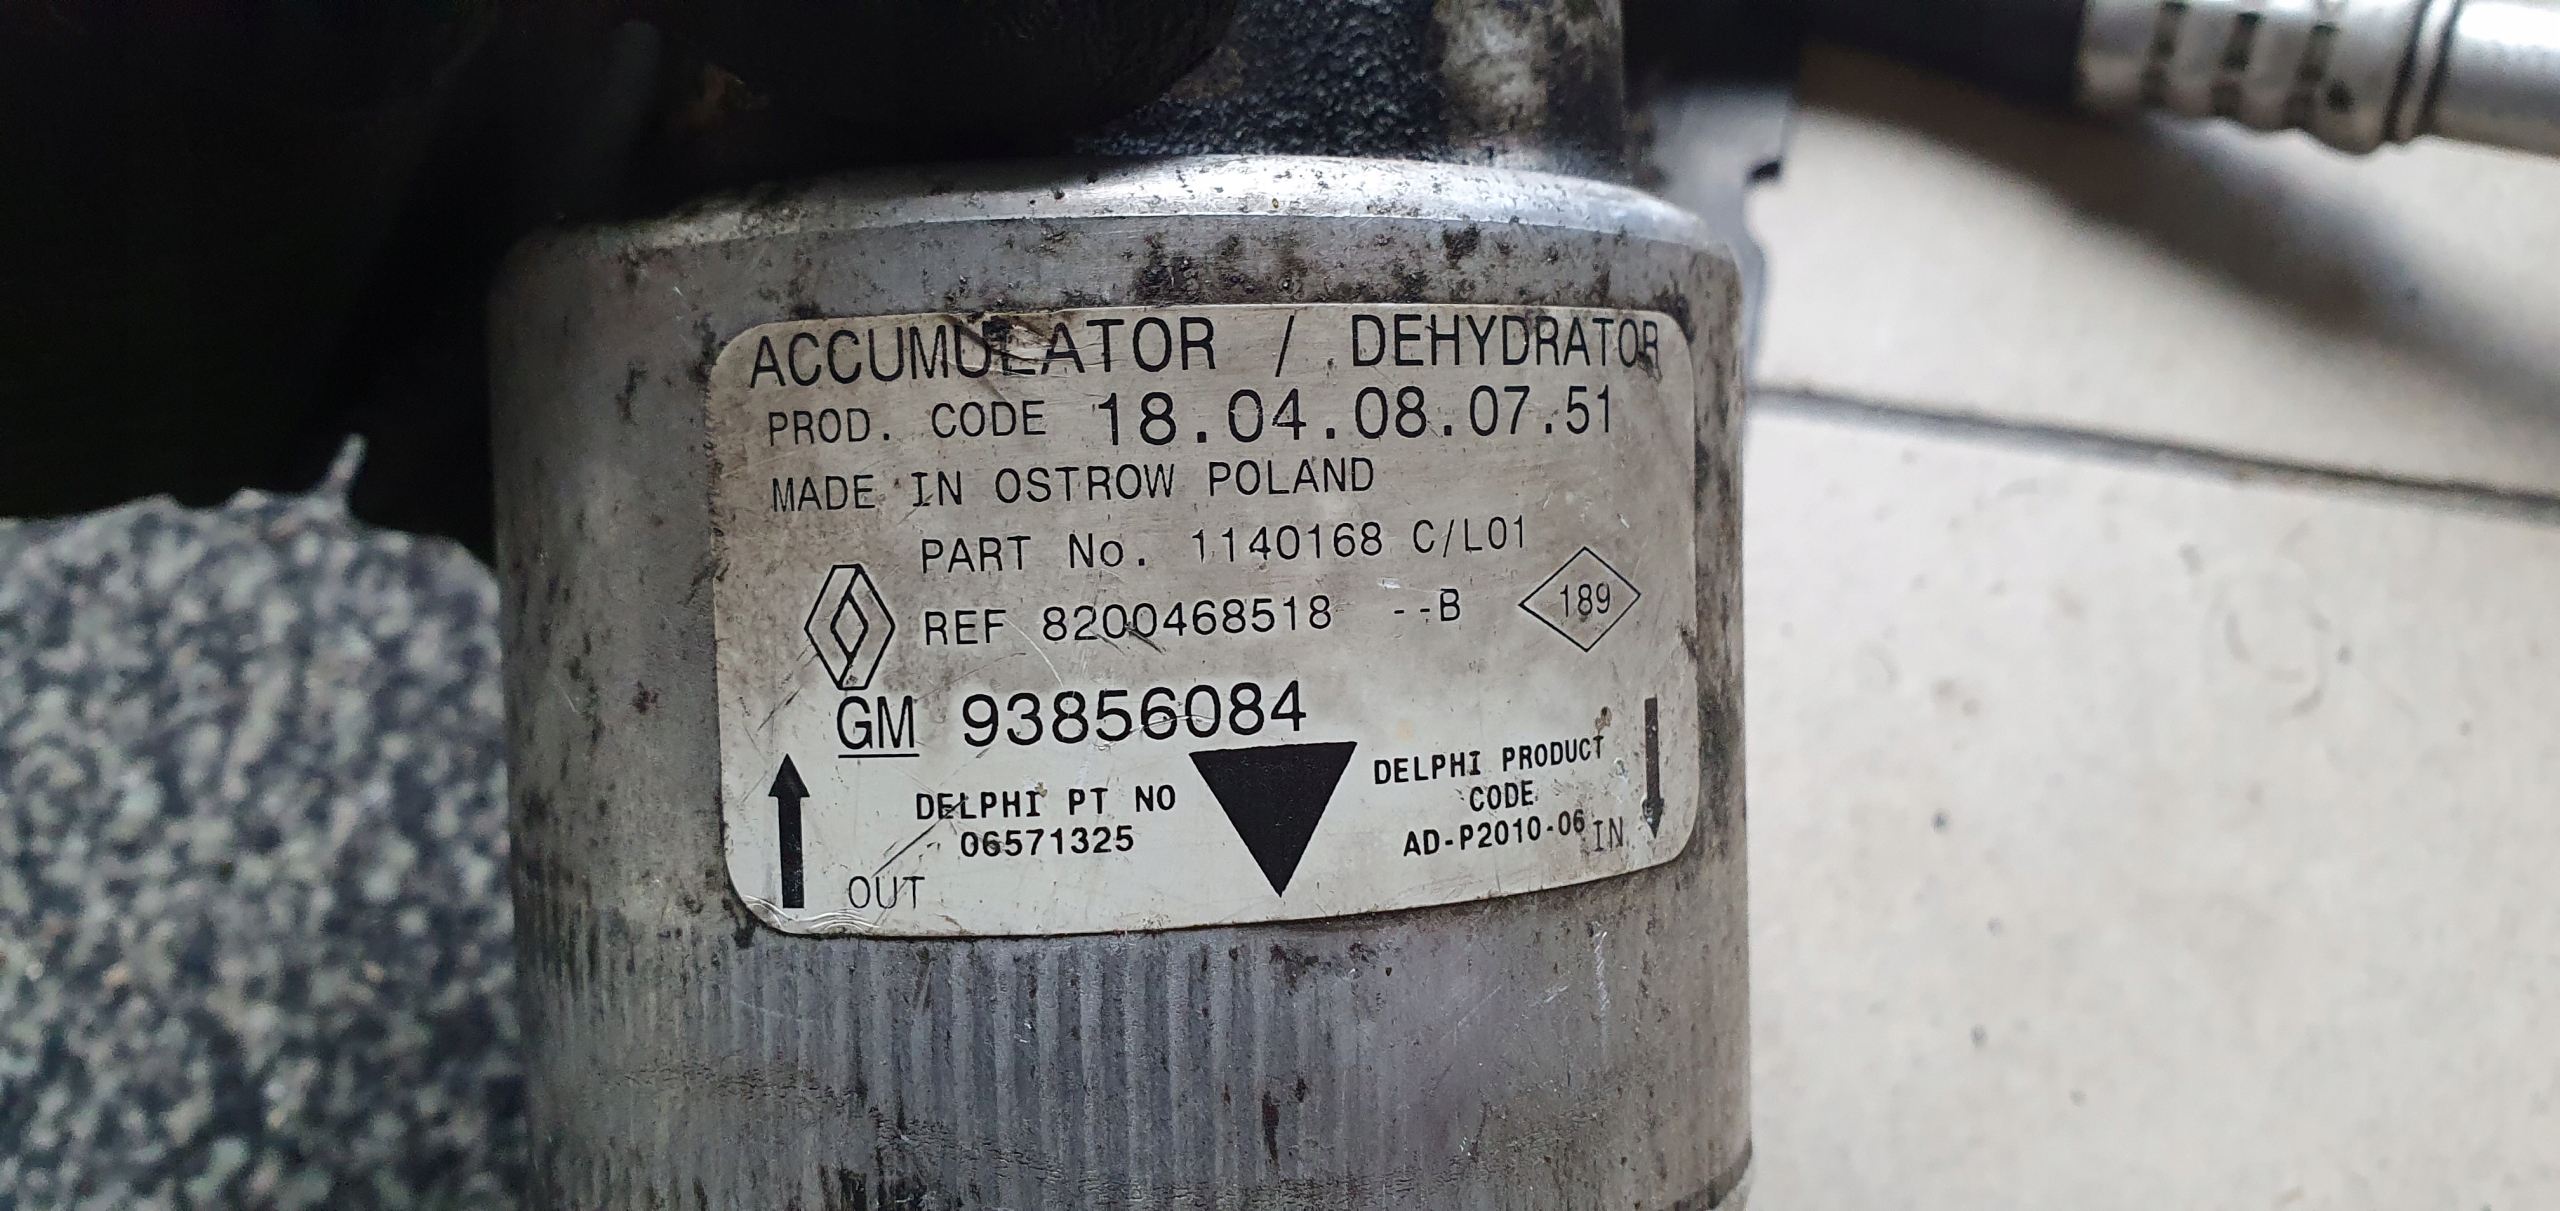 ACCUMULATOR / DEHYDRATOR
PROD. CODE 18.04.08.07.51
MADE IN OSTROW POLAND
PART No. 1140168 C/L01
REF 8200468518 --B 189
GM 93856084
DELPHI PT NO
06571325
DELPHI PRODUCT
CODE
AD-P2010-06
IN
OUT